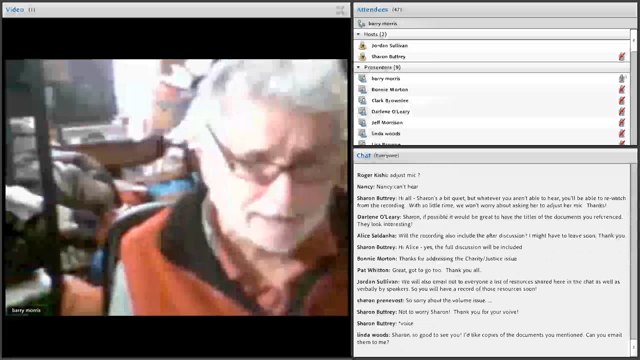 Video (1)
barry morris
Attendees (47)
barry morris
Hosts (2)
Jordan Sullivan
Sharon Buttrey
Presenters (9)
barry morris
Bonnie Morton
Clark Brownlee
Darlene O'Leary
Jeff Morrison
linda woods
Chat (Everyone)
Roger Kishi: adjust mic ?
Nancy: Nancy can't hear
Sharon Buttrey: Hi all - Sharon's a bit quiet, but whatever you aren't able to hear, you'll be able to re-watch
from the recording. With so little time, we won't worry about asking her to adjust her mic. Thanks!
Darlene O'Leary: Sharon, if possible it would be great to have the titles of the documents you referenced.
They look interesting!
Alice Saldanha: Will the recording also include the after discussion? I might have to leave soon. Thank you.
Sharon Buttrey: Hi Alice - yes, the full discussion will be included
Bonnie Morton: Thanks for addressing the Charity/Justice issue.
Pat Whitton: Great, got to go too. Thank you all.
Jordan Sullivan: We will also email out to everyone a list of resources shared here in the chat as well as
verbally by speakers. So you will have a record of those resources soon!
sharon prenevost: So sorry about the volume issue ...
Sharon Buttrey: Not to worry Sharon! Thank you for your voive!
Sharon Buttrey: *voice
linda woods: Sharon, so good to see you! I'd like copies of the documents you mentioned. Can you email
them to me?